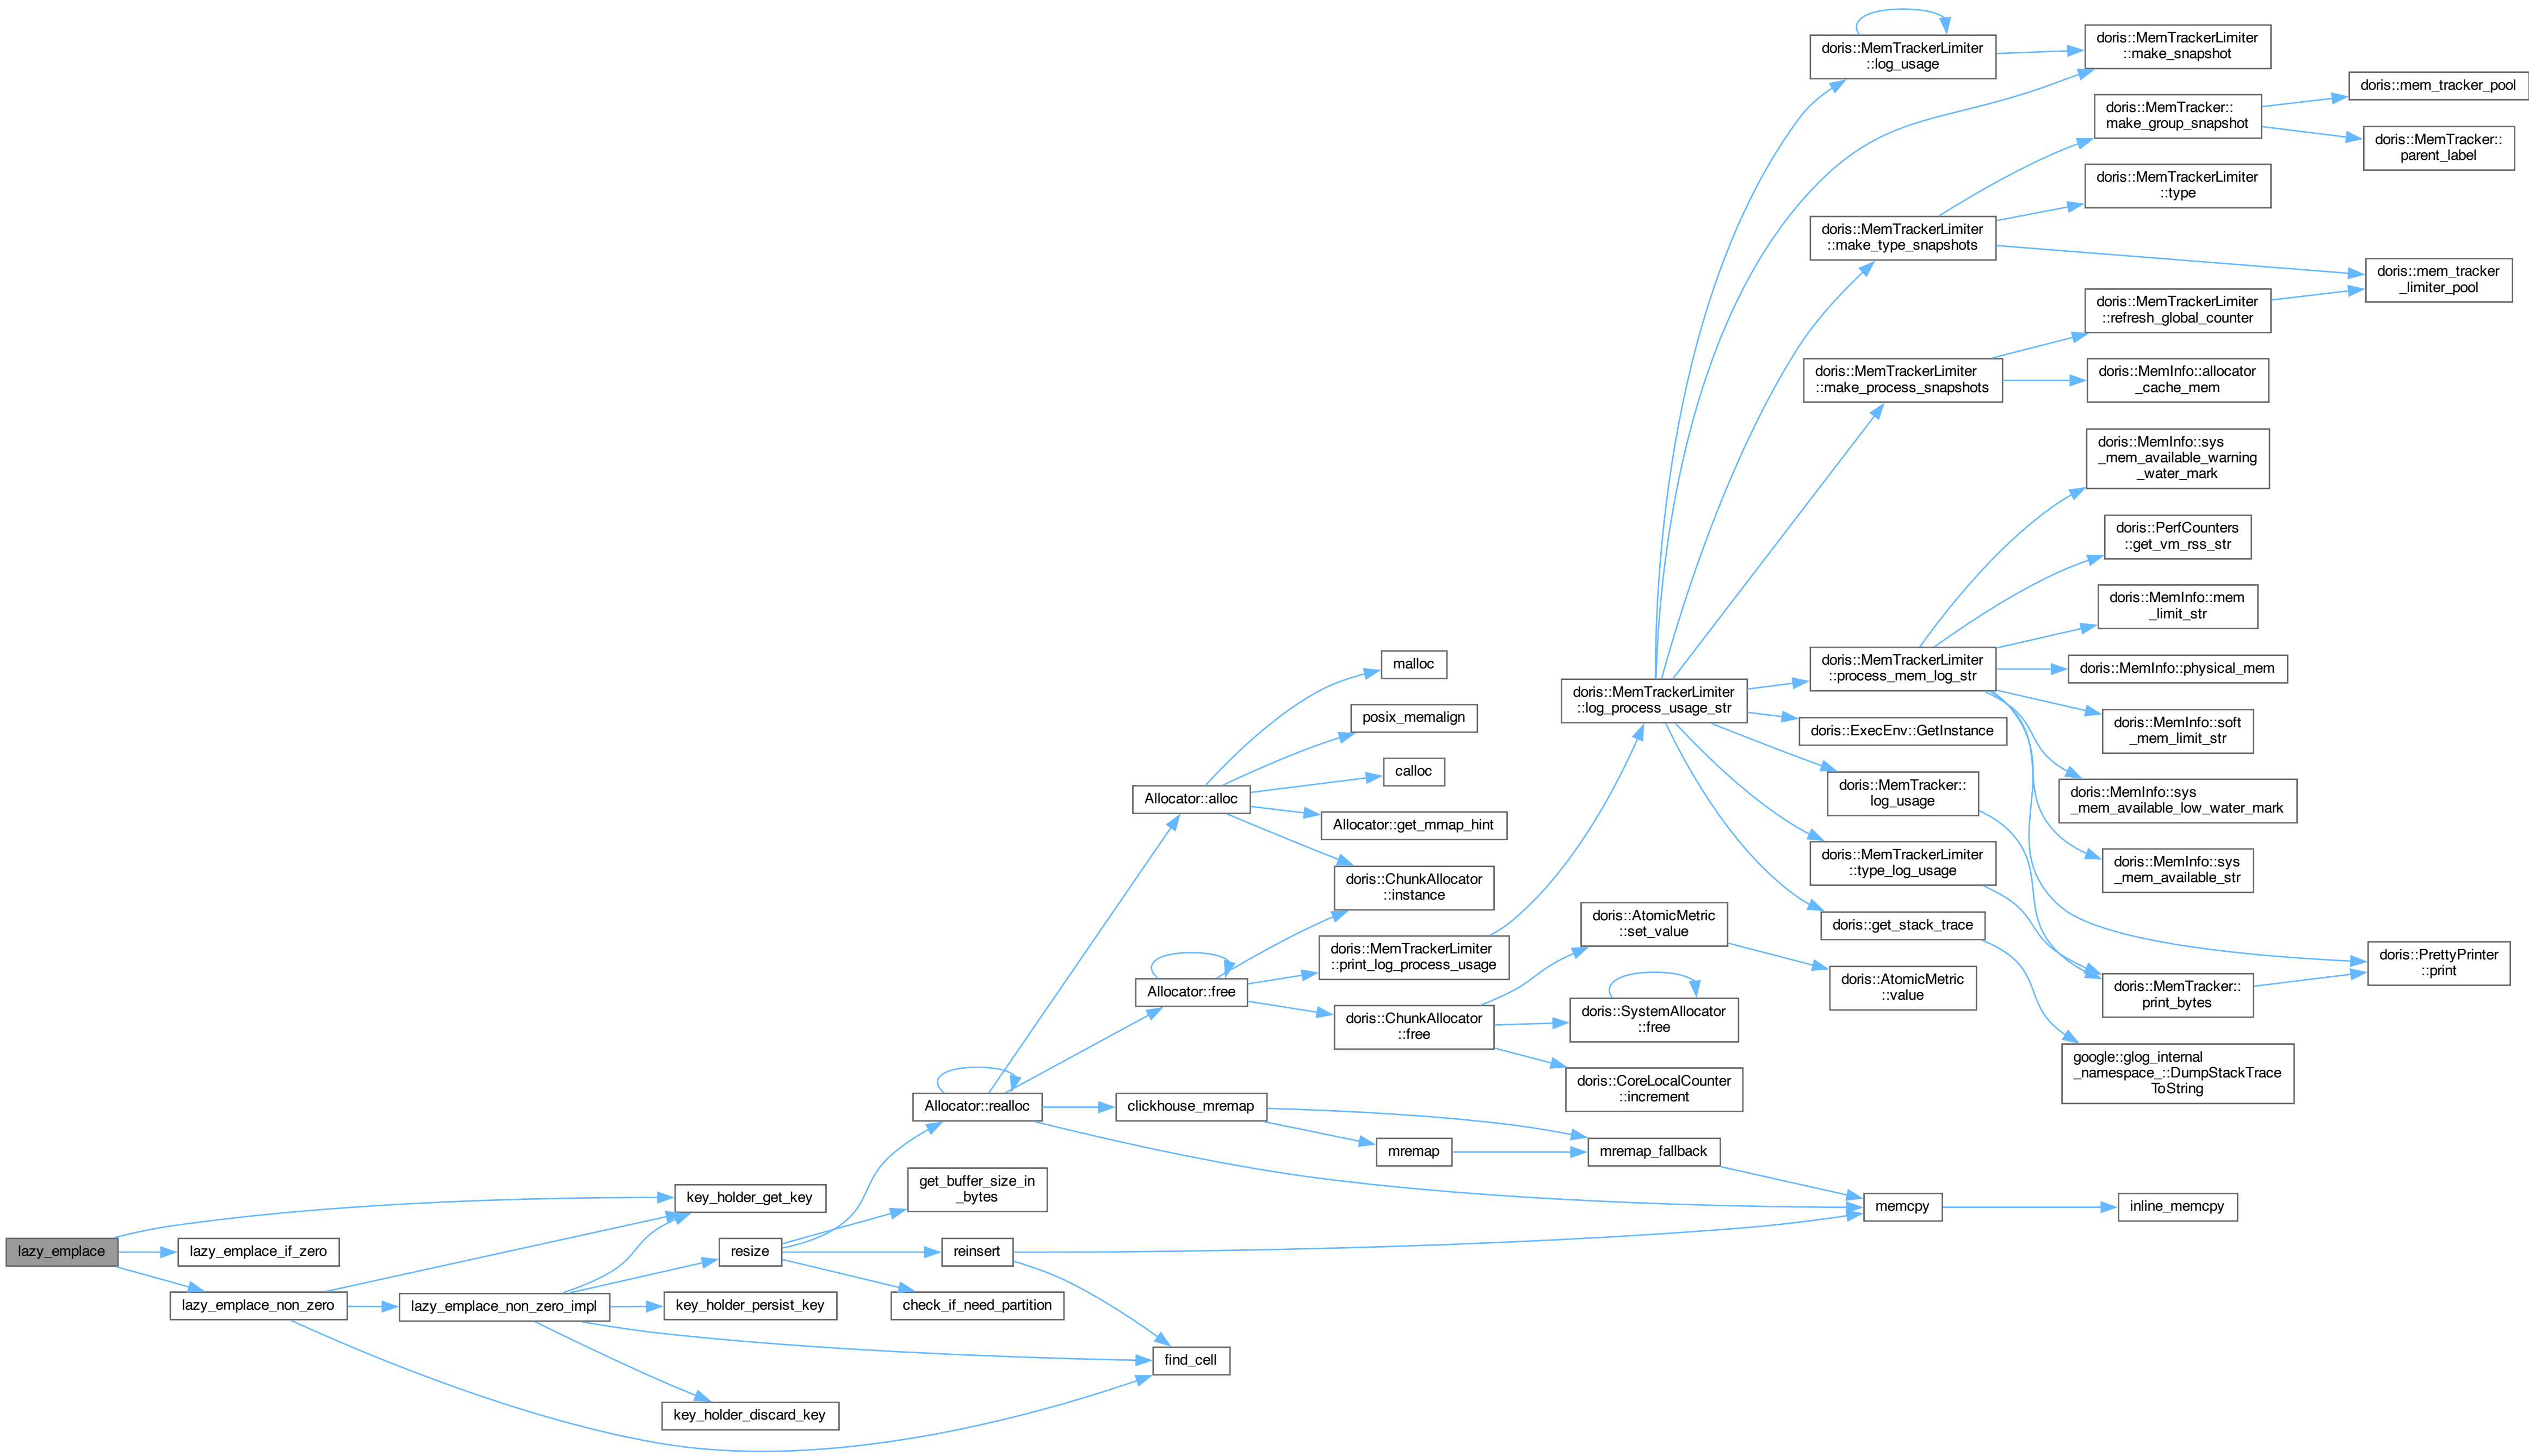 doris::MemTrackerLimiter
::log_usage
doris::MemTrackerLimiter
::make_snapshot
doris::mem_tracker_pool
doris::MemTracker::
make_group_snapshot
doris::MemTracker::
parent_label
doris::MemTrackerLimiter
::type
doris::MemTrackerLimiter
::make_type_snapshots
doris::mem_tracker
_limiter_pool
doris::MemTrackerLimiter
::refresh_global_counter
doris::MemTrackerLimiter
::make_process_snapshots
doris::MemInfo::allocator
_cache_mem
doris::MemInfo::sys
_mem_available_warning
_water_mark
doris::PerfCounters
::get_vm_rss_str
doris::MemInfo::mem
_limit_str
doris::MemTrackerLimiter
::process_mem_log_str
doris::MemInfo::physical_mem
malloc
doris::MemTrackerLimiter
::log_process_usage_str
posix_memalign
doris::ExecEnv::GetInstance
doris::MemInfo::soft
_mem_limit_str
calloc
doris::MemTracker::
log_usage
doris::MemInfo::sys
_mem_available_low_water_mark
Allocator::alloc
Allocator::get_mmap_hint
doris::MemTrackerLimiter
::type_log_usage
doris::MemInfo::sys
_mem_available_str
doris::ChunkAllocator
::instance
doris::AtomicMetric
::set_value
doris::get_stack_trace
doris::MemTrackerLimiter
::print_log_process_usage
doris::PrettyPrinter
::print
Allocator::free
doris::AtomicMetric
::value
doris::MemTracker::
print_bytes
doris::ChunkAllocator
::free
doris::SystemAllocator
::free
google::glog_internal
_namespace_::DumpStackTrace
ToString
doris::CoreLocalCounter
::increment
Allocator::realloc
clickhouse_mremap
mremap
mremap_fallback
get_buffer_size_in
_bytes
key_holder_get_key
memcpy
inline_memcpy
lazy_emplace
lazy_emplace_if_zero
resize
reinsert
lazy_emplace_non_zero
lazy_emplace_non_zero_impl
key_holder_persist_key
check_if_need_partition
find_cell
key_holder_discard_key